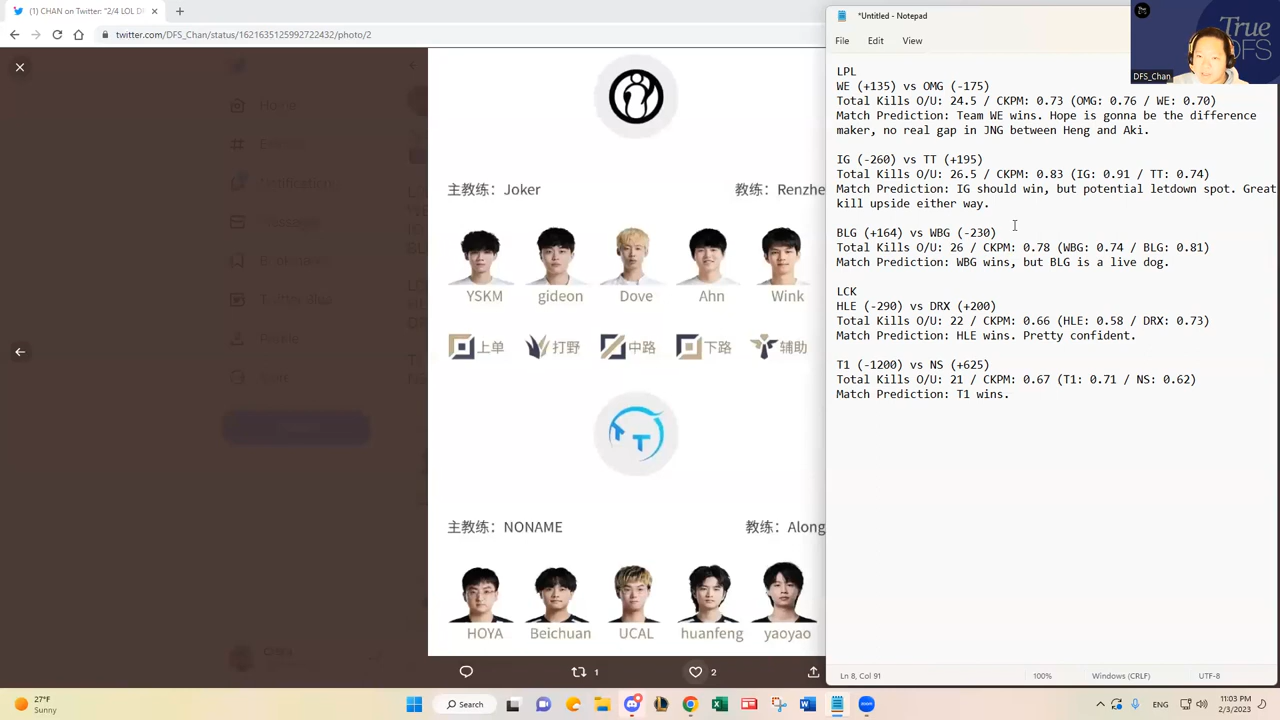 (1) CHAN on Twitter: "2/4 LOL D
twitter.com/DFS_Chan/status/1621635125992722432/photo/2
Home
Notifications
Twitter Blue
主教练：Joker
教练：Renzhe
YSKM
gideon
Dove
Ahn
Wink
上单
打野
中路
下路
辅助
TT
主教练：NONAME
教练：Along
HOYA
Beichuan
UCAL
huanfeng
yaoyao
1
2
*Untitled - Notepad
File
Edit
View
True
DFS
DFS_Chan
LPL
WE (+135) vs OMG (-175)
Total Kills O/U: 24.5 / CKPM: 0.73 (OMG: 0.76 / WE: 0.70)
Match Prediction: Team WE wins. Hope is gonna be the difference
maker, no real gap in JNG between Heng and Aki.
IG (-260) vs TT (+195)
Total Kills O/U: 26.5 / CKPM: 0.83 (IG: 0.91 / TT: 0.74)
Match Prediction: IG should win, but potential letdown spot. Great
kill upside either way.
BLG (+164) vs WBG (-230)
Total Kills O/U: 26 / CKPM: 0.78 (WBG: 0.74 / BLG: 0.81)
Match Prediction: WBG wins, but BLG is a live dog.
LCK
HLE (-290) vs DRX (+200)
Total Kills O/U: 22 / CKPM: 0.66 (HLE: 0.58 / DRX: 0.73)
Match Prediction: HLE wins. Pretty confident.
T1 (-1200) vs NS (+625)
Total Kills O/U: 21 / CKPM: 0.67 (T1: 0.71 / NS: 0.62)
Match Prediction: T1 wins.
Ln 8, Col 91
100%
Windows (CRLF)
UTF-8
27°F
Sunny
Search
zoom
ENG
11:03 PM
2/3/2023